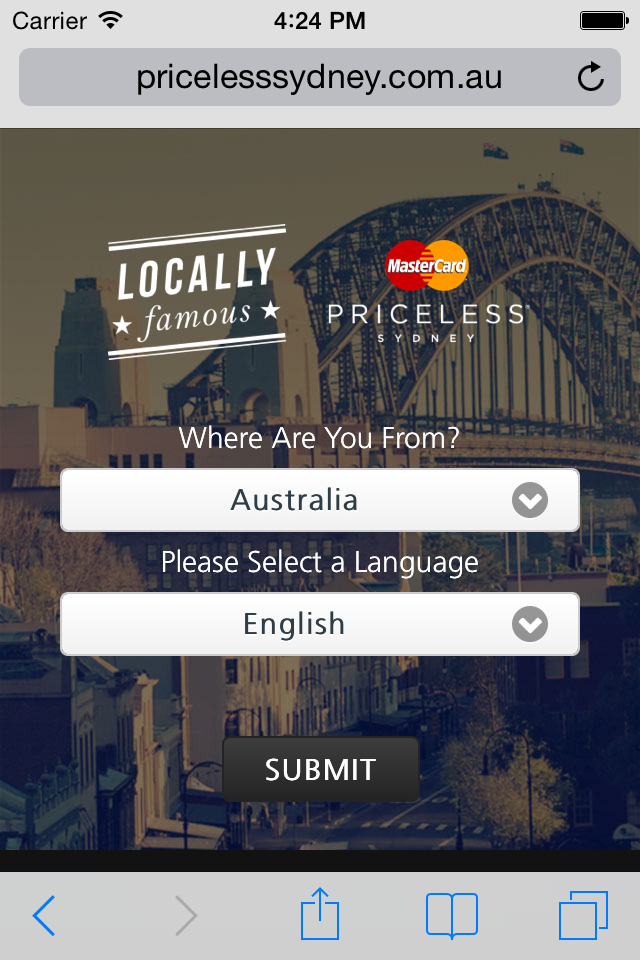 Carrier 4:24 PM
pricelesssydney.com.au
LOCALLY
famous
MasterCard
PRICELESS
SYDNEY
Where Are You From?
Australia
Please Select a Language
English
SUBMIT